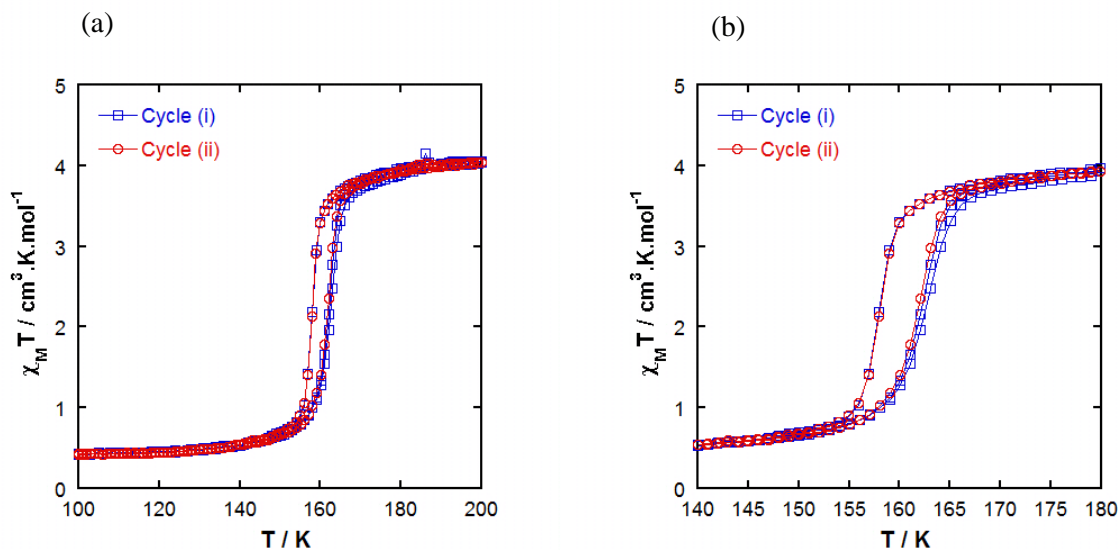 (a)
(b)
5
4
3
2
1
0
100 120 140 160 180 200
T / K
χMT / cm³.K.mol⁻¹
Cycle (i)
Cycle (ii)
5
4
3
2
1
0
140 145 150 155 160 165 170 175 180
T / K
χMT / cm³.K.mol⁻¹
Cycle (i)
Cycle (ii)